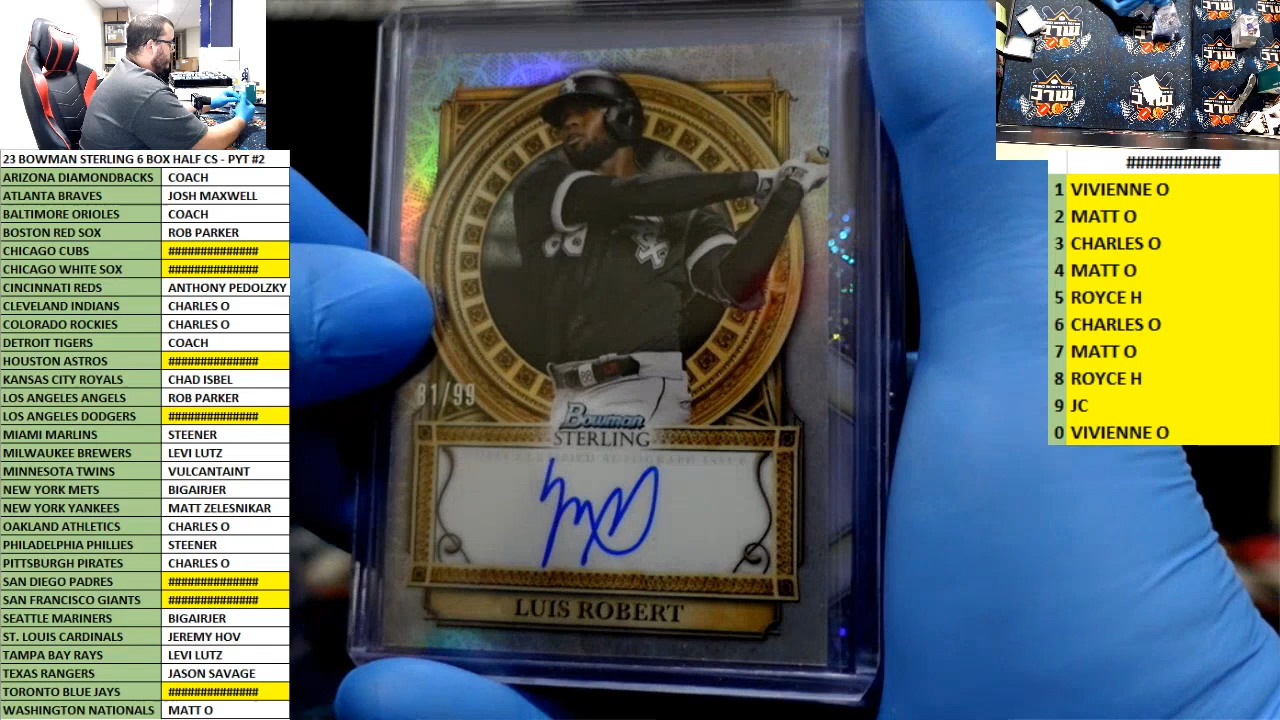 23 BOWMAN STERLING 6 BOX HALF CS - PYT #2
ARIZONA DIAMONDBACKS COACH
ATLANTA BRAVES JOSH MAXWELL
BALTIMORE ORIOLES COACH
BOSTON RED SOX ROB PARKER
CHICAGO CUBS ##############
CHICAGO WHITE SOX ##############
CINCINNATI REDS ANTHONY PEDOLZKY
CLEVELAND INDIANS CHARLES O
COLORADO ROCKIES CHARLES O
DETROIT TIGERS COACH
HOUSTON ASTROS ##############
KANSAS CITY ROYALS CHAD ISBEL
LOS ANGELES ANGELS ROB PARKER
LOS ANGELES DODGERS ##############
MIAMI MARLINS STEENER
MILWAUKEE BREWERS LEVI LUTZ
MINNESOTA TWINS VULCANTAINT
NEW YORK METS BIGAIRJER
NEW YORK YANKEES MATT ZELESNIKAR
OAKLAND ATHLETICS CHARLES O
PHILADELPHIA PHILLIES STEENER
PITTSBURGH PIRATES CHARLES O
SAN DIEGO PADRES ##############
SAN FRANCISCO GIANTS ##############
SEATTLE MARINERS BIGAIRJER
ST. LOUIS CARDINALS JEREMY HOV
TAMPA BAY RAYS LEVI LUTZ
TEXAS RANGERS JASON SAVAGE
TORONTO BLUE JAYS ##############
WASHINGTON NATIONALS MATT O
81/99
Bowman
STERLING
LUIS ROBERT
##########
1 VIVIENNE O
2 MATT O
3 CHARLES O
4 MATT O
5 ROYCE H
6 CHARLES O
7 MATT O
8 ROYCE H
9 JC
0 VIVIENNE O